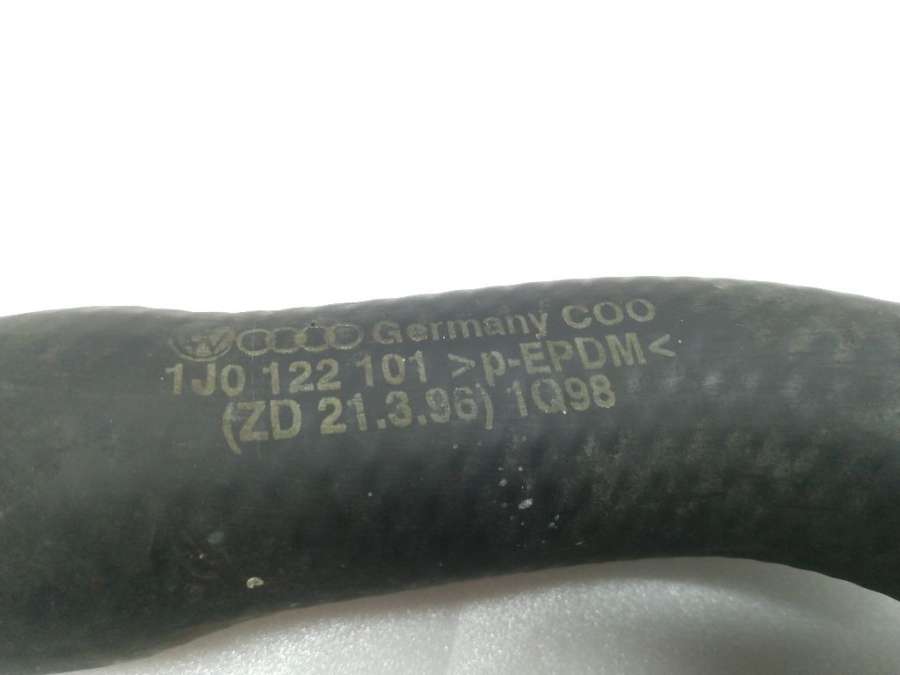 Germany COO
1J0 122 101 >p-EPDM<
(ZD 21.3.96) 1Q98